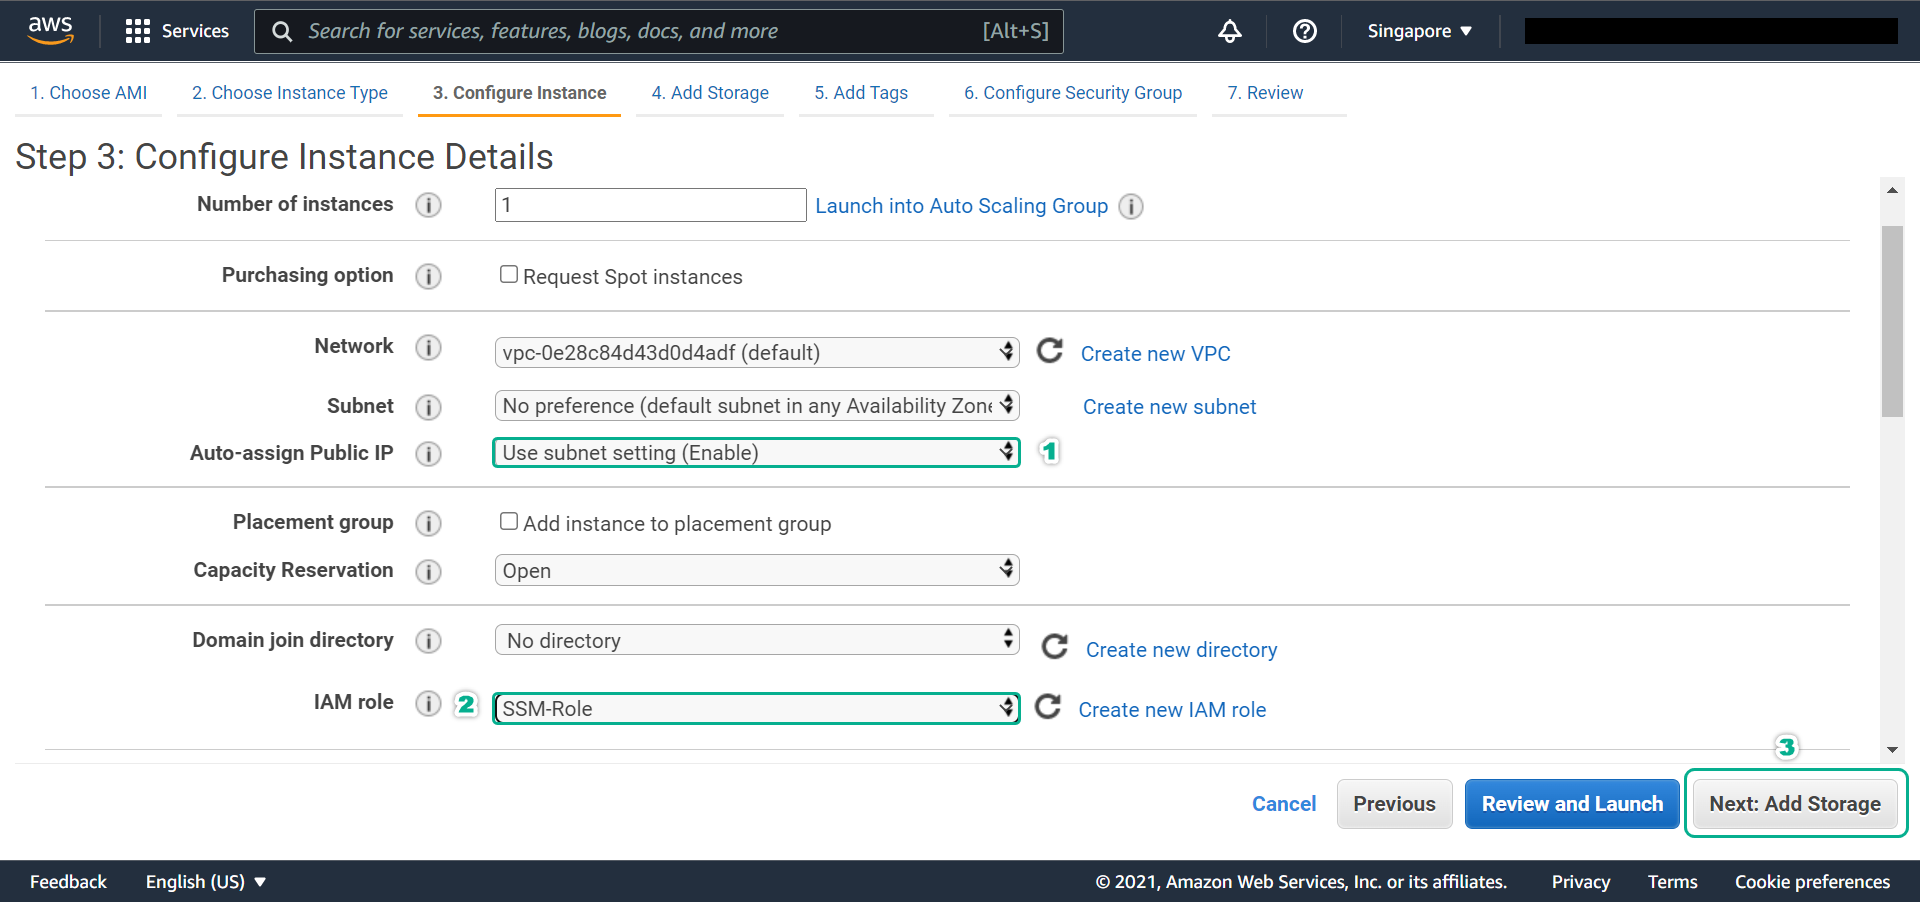 aws Services Search for services, features, blogs, docs, and more [Alt+S] Singapore
1. Choose AMI 2. Choose Instance Type 3. Configure Instance 4. Add Storage 5. Add Tags 6. Configure Security Group 7. Review
Step 3: Configure Instance Details
Number of instances 1 Launch into Auto Scaling Group
Purchasing option Request Spot instances
Network vpc-0e28c84d43d0d4adf (default) Create new VPC
Subnet No preference (default subnet in any Availability Zone Create new subnet
Auto-assign Public IP Use subnet setting (Enable) 1
Placement group Add instance to placement group
Capacity Reservation Open
Domain join directory No directory Create new directory
IAM role 2 SSM-Role Create new IAM role
3
Cancel Previous Review and Launch Next: Add Storage
Feedback English (US) © 2021, Amazon Web Services, Inc. or its affiliates. Privacy Terms Cookie preferences